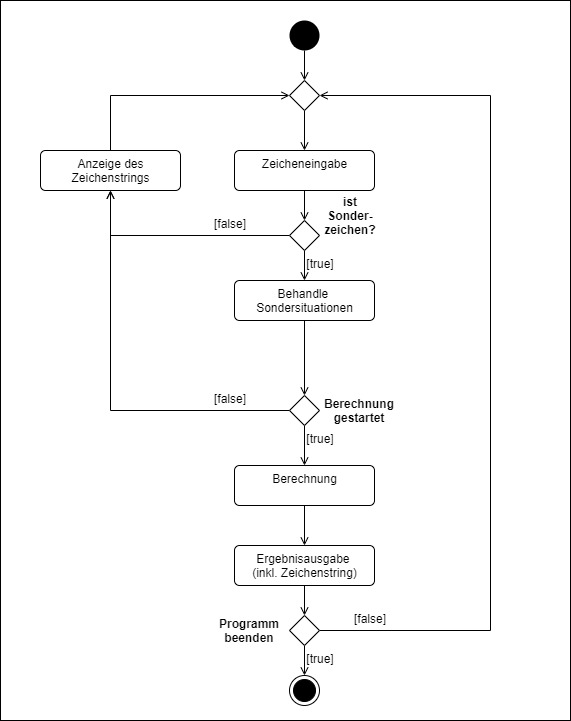 Anzeige des
Zeichenstrings
Zeicheneingabe
ist
Sonder-
zeichen?
[false]
[true]
Behandle
Sondersituationen
[false]
Berechnung
gestartet
[true]
Berechnung
Ergebnisausgabe
(inkl. Zeichenstring)
Programm
beenden
[false]
[true]